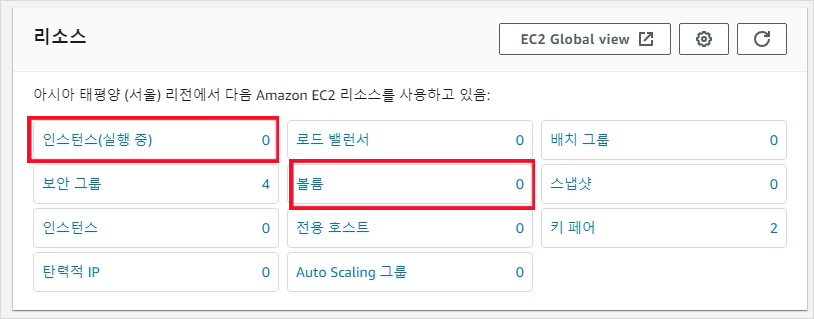 리소스
EC2 Global view
아시아 태평양 (서울) 리전에서 다음 Amazon EC2 리소스를 사용하고 있음:
인스턴스(실행 중) 0 로드 밸런서 0 배치 그룹 0
보안 그룹 4 볼륨 0 스냅샷 0
인스턴스 0 전용 호스트 0 키 페어 2
탄력적 IP 0 Auto Scaling 그룹 0